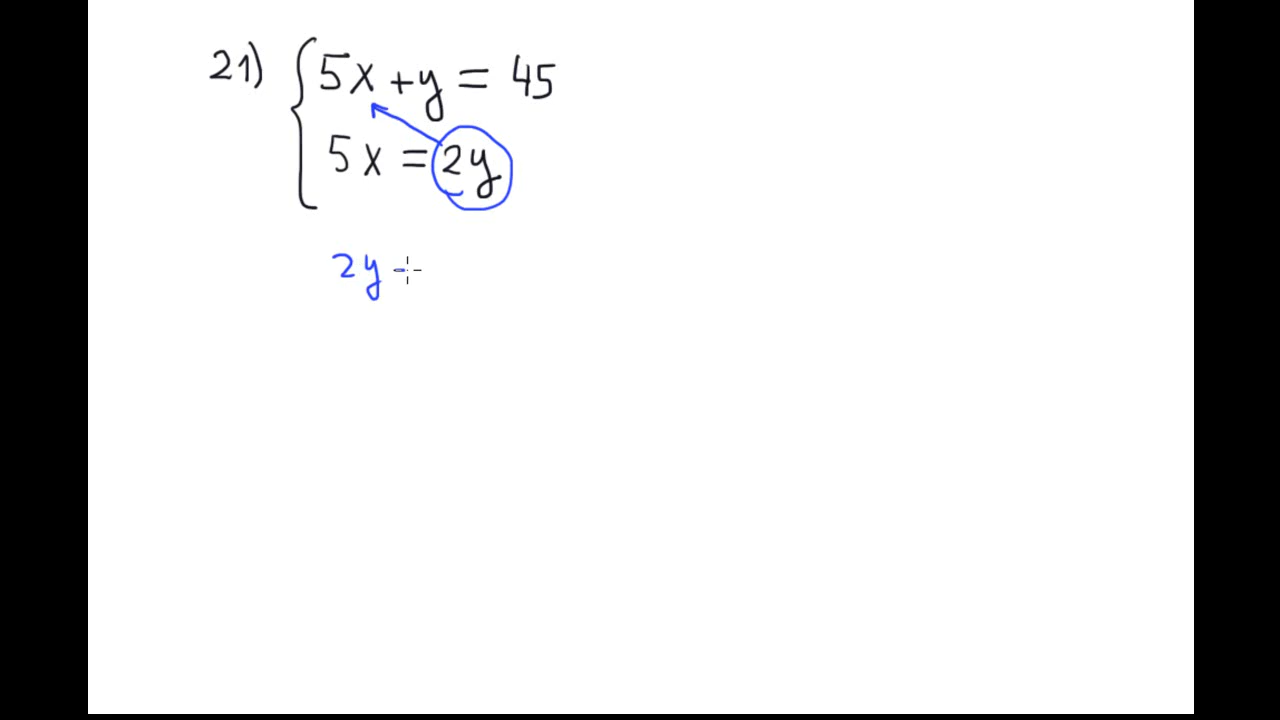 21) { 5x + y = 45
5x = 2y
2y -